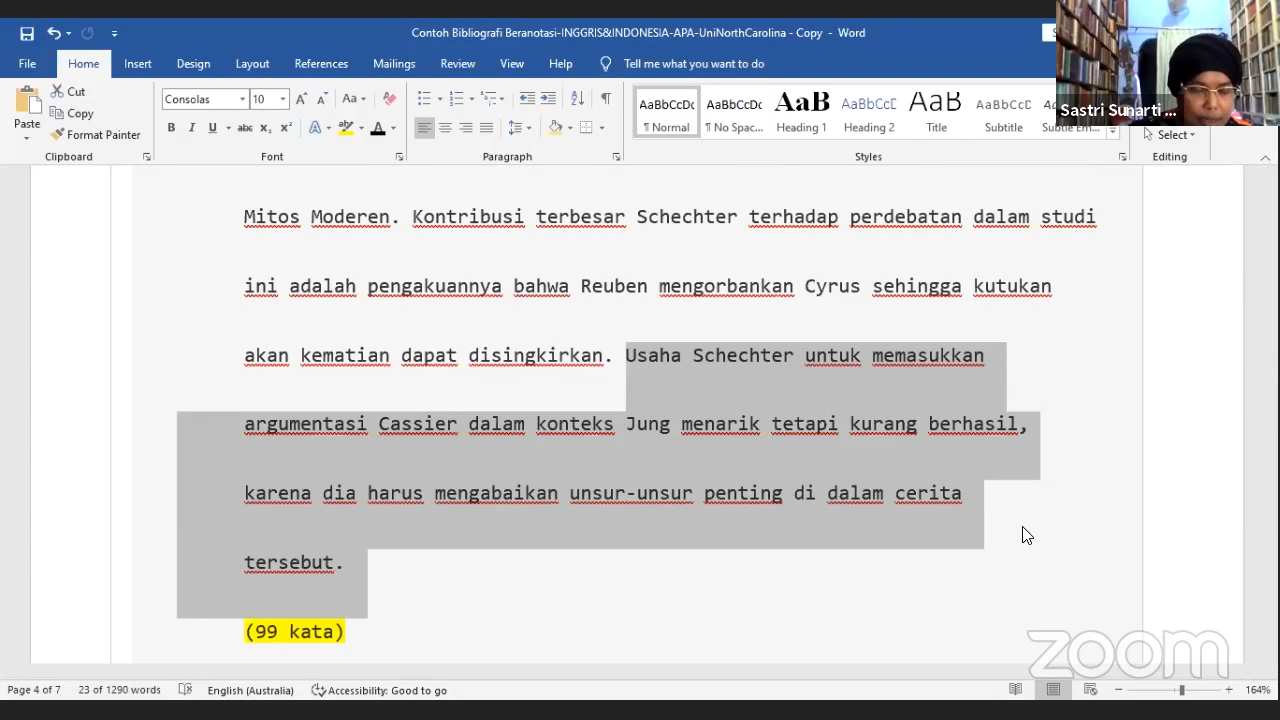 Contoh Bibliografi Beranotasi-INGGRIS&INDONESIA-APA-UniNorthCarolina - Copy - Word
File Home Insert Design Layout References Mailings Review View Help Tell me what you want to do
Paste
Cut
Copy
Format Painter
Clipboard
Consolas 10
Font
Paragraph
AaBbCcDc AaBbCcDc AaBbC AaBbCcD AaB AaBbCcD
¶ Normal ¶ No Spac... Heading 1 Heading 2 Title Subtitle Subtle Em...
Styles
Select
Editing
Sastri Sunarti ...
Mitos Moderen. Kontribusi terbesar Schechter terhadap perdebatan dalam studi
ini adalah pengakuannya bahwa Reuben mengorbankan Cyrus sehingga kutukan
akan kematian dapat disingkirkan. Usaha Schechter untuk memasukkan
argumentasi Cassier dalam konteks Jung menarik tetapi kurang berhasil,
karena dia harus mengabaikan unsur-unsur penting di dalam cerita
tersebut.
(99 kata)
zoom
Page 4 of 7 23 of 1290 words English (Australia) Accessibility: Good to go 164%